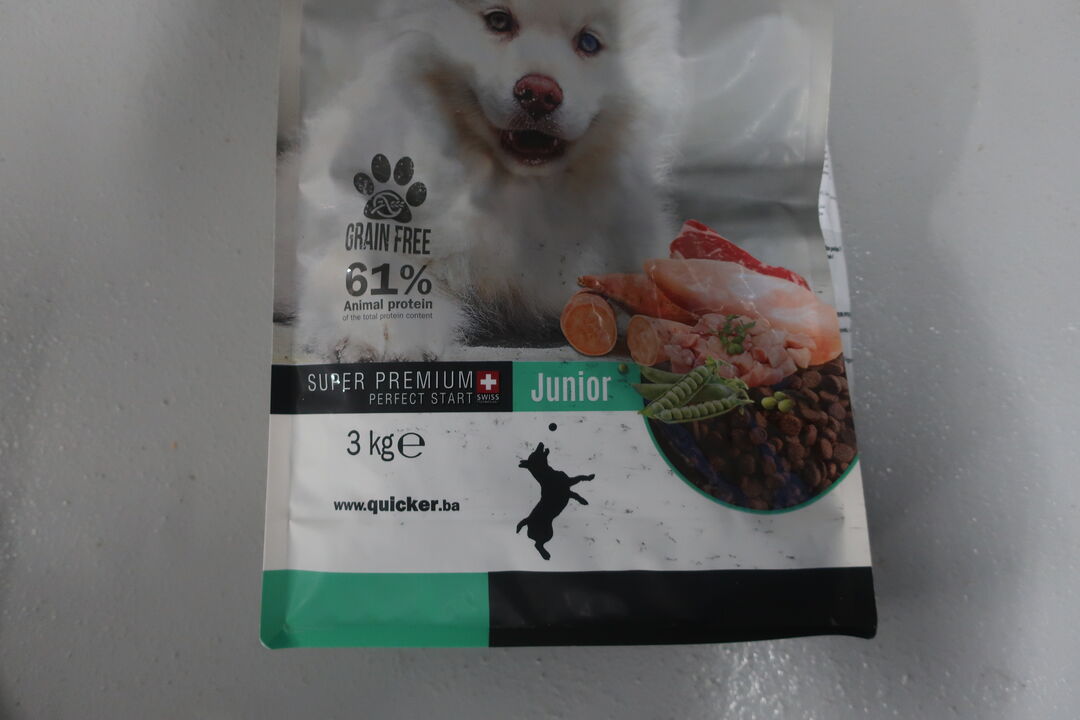 GRAIN FREE
61%
Animal protein
of the total protein content
SUPER PREMIUM
PERFECT START
SWISS
Junior
3 kg e
www.quicker.ba